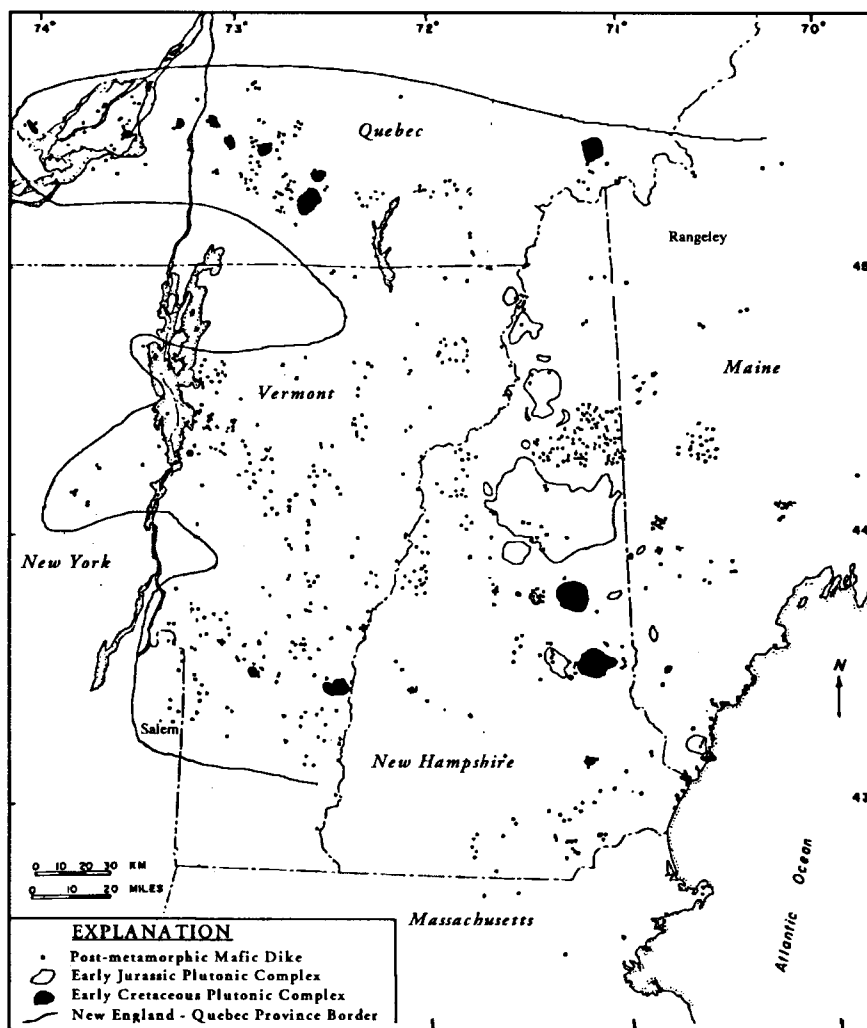 74° 73° 72° 71° 70°
Quebec
Rangeley
45
Maine
Vermont
44
New York
N
Salem
New Hampshire
43
0 10 20 30 KM
0 10 20 MILES
Atlantic Ocean
Massachusetts
EXPLANATION
Post-metamorphic Mafic Dike
Early Jurassic Plutonic Complex
Early Cretaceous Plutonic Complex
New England - Quebec Province Border